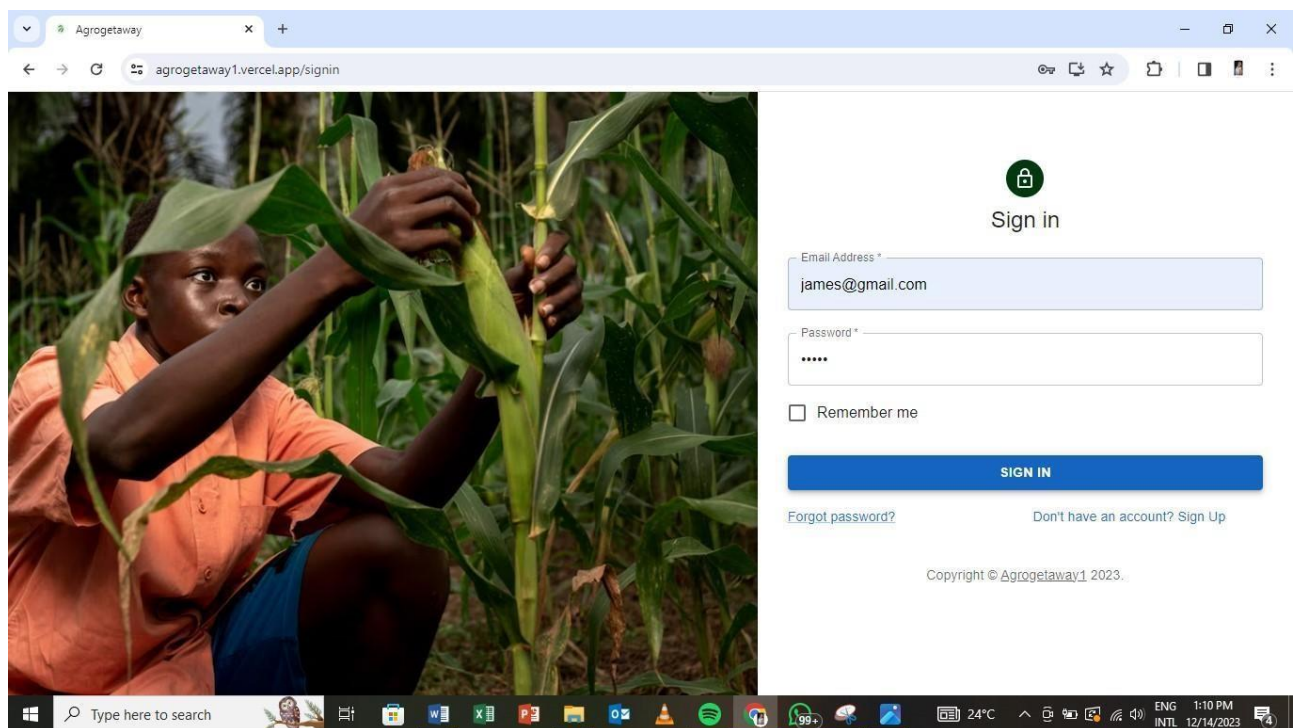 Agrogetaway
agrogetaway1.vercel.app/signin
Sign in
Email Address *
james@gmail.com
Password *
•••••
Remember me
SIGN IN
Forgot password?
Don't have an account? Sign Up
Copyright © Agrogetaway1 2023.
Type here to search
99+
24°C
ENG
INTL
1:10 PM
12/14/2023
4